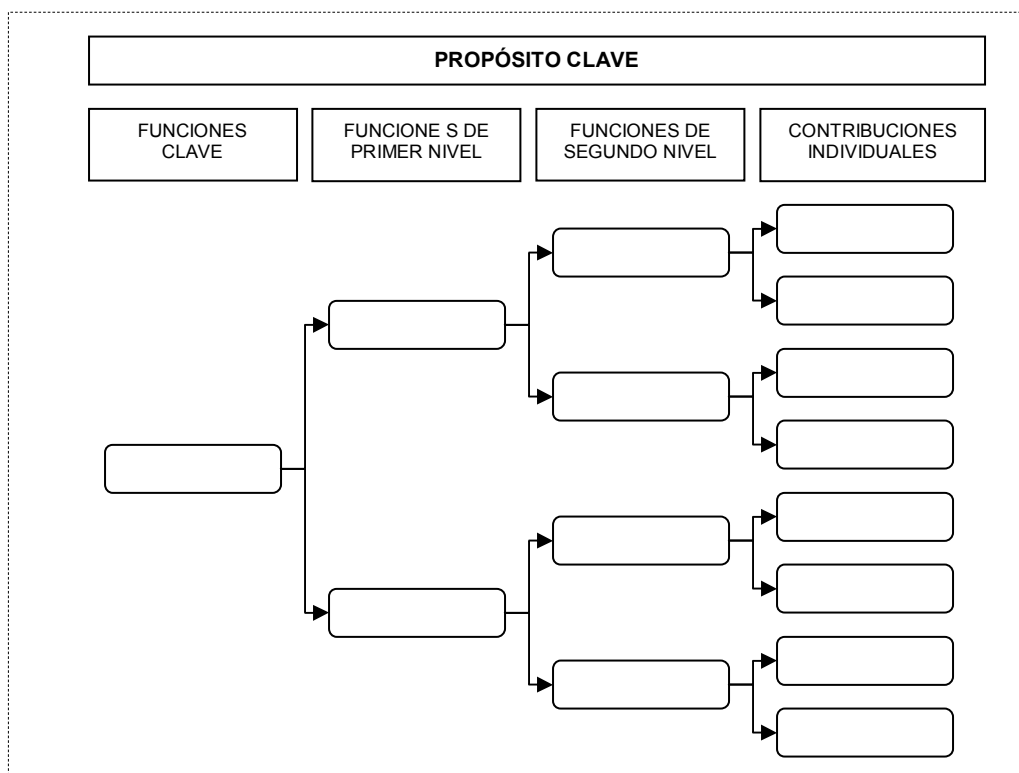 PROPÓSITO CLAVE
FUNCIONES
CLAVE
FUNCIONE S DE
PRIMER NIVEL
FUNCIONES DE
SEGUNDO NIVEL
CONTRIBUCIONES
INDIVIDUALES